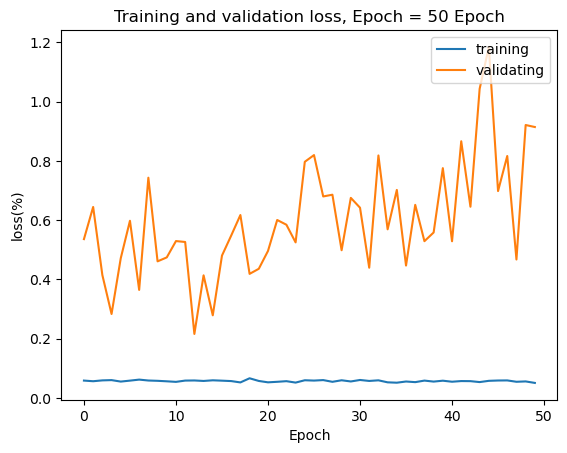 Training and validation loss, Epoch = 50 Epoch
training
validating
1.2
1.0
0.8
0.6
0.4
0.2
0.0
loss(%)
0 10 20 30 40 50
Epoch